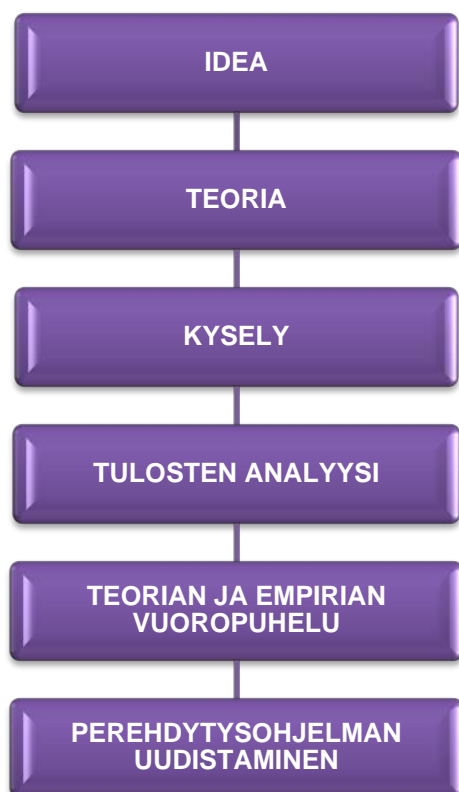 IDEA
TEORIA
KYSELY
TULOSTEN ANALYYSI
TEORIAN JA EMPIRIAN
VUOROPUHELU
PEREHDYTYSOHJELMAN
UUDISTAMINEN